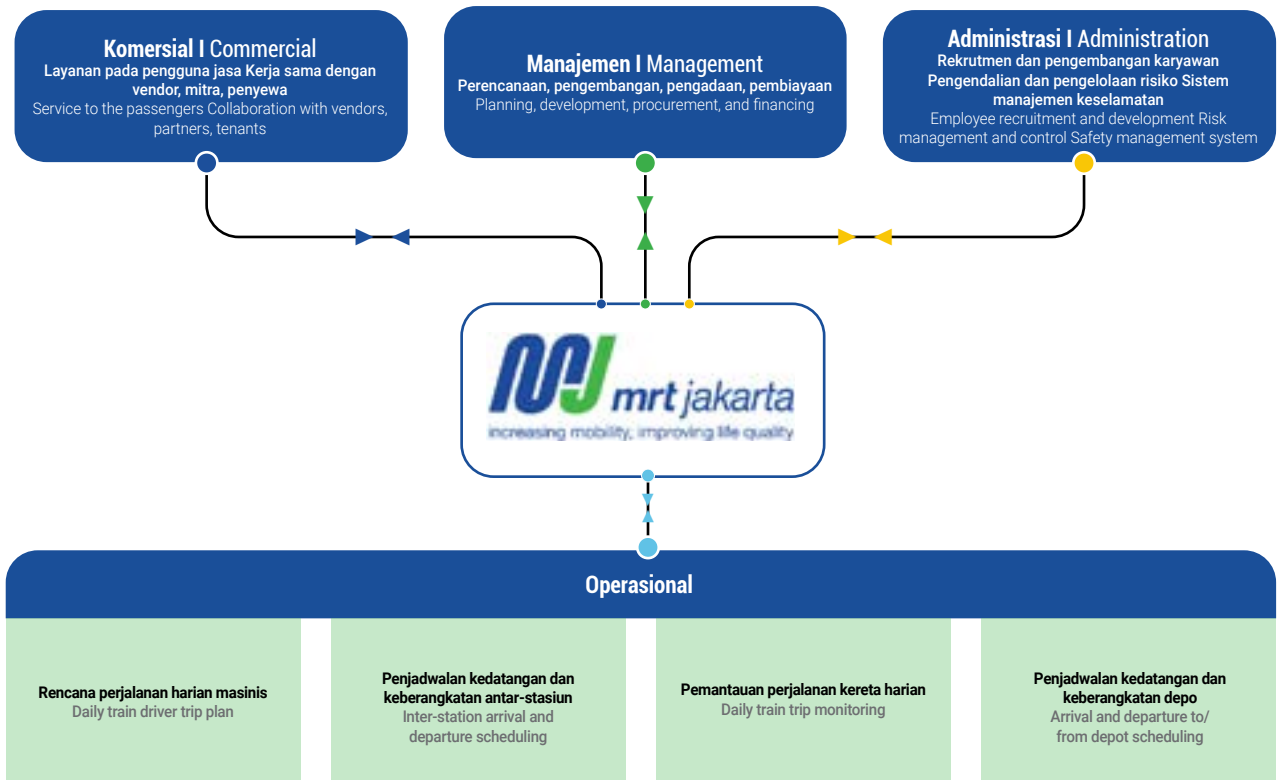 Komersial I Commercial
Layanan pada pengguna jasa Kerja sama dengan
vendor, mitra, penyewa
Service to the passengers Collaboration with vendors,
partners, tenants
Manajemen I Management
Perencanaan, pengembangan, pengadaan, pembiayaan
Planning, development, procurement, and financing
Administrasi I Administration
Rekrutmen dan pengembangan karyawan
Pengendalian dan pengelolaan risiko Sistem
manajemen keselamatan
Employee recruitment and development Risk
management and control Safety management system
mrt jakarta
increasing mobility, improving life quality
Operasional
Rencana perjalanan harian masinis
Daily train driver trip plan
Penjadwalan kedatangan dan
keberangkatan antar-stasiun
Inter-station arrival and
departure scheduling
Pemantauan perjalanan kereta harian
Daily train trip monitoring
Penjadwalan kedatangan dan
keberangkatan depo
Arrival and departure to/
from depot scheduling